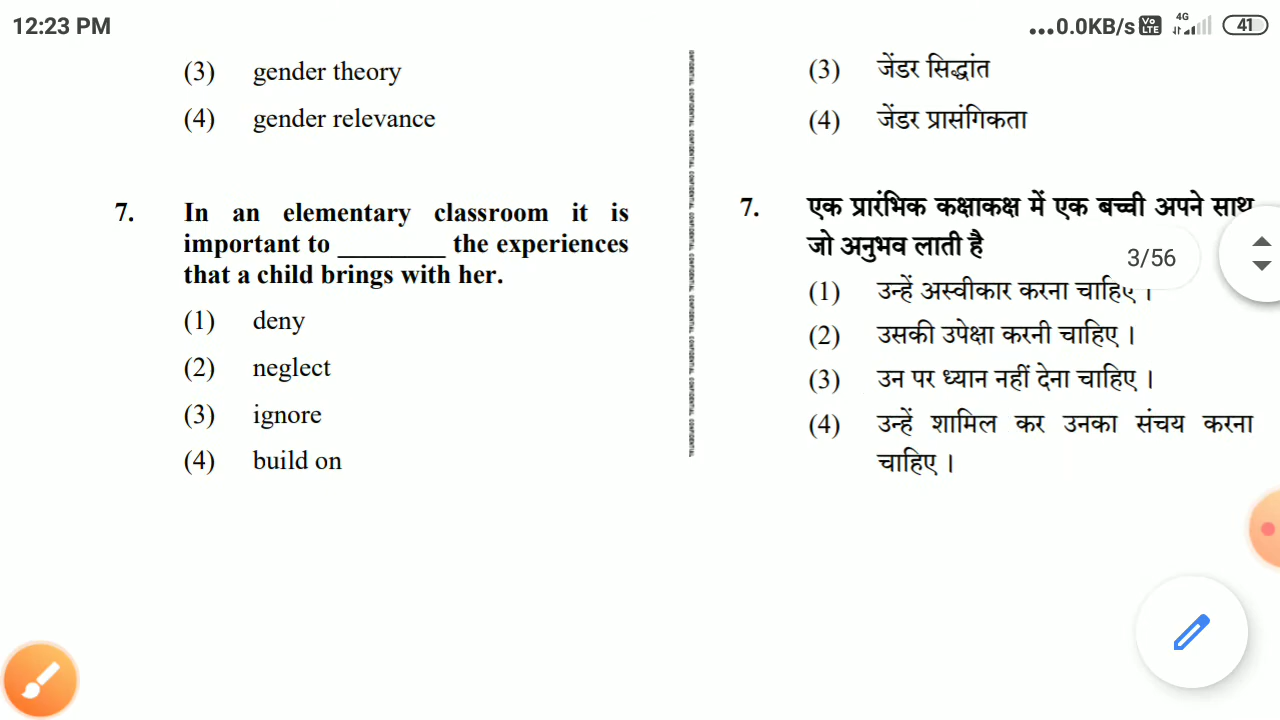 12:23 PM
...0.0KB/s Vo LTE 4G 41
(3) gender theory
(4) gender relevance
7. In an elementary classroom it is
important to ________ the experiences
that a child brings with her.
(1) deny
(2) neglect
(3) ignore
(4) build on
(3) जेंडर सिद्धांत
(4) जेंडर प्रासंगिकता
7. एक प्रारंभिक कक्षाकक्ष में एक बच्ची अपने साथ
जो अनुभव लाती है
3/56
(1) उन्हें अस्वीकार करना चाहिए ।
(2) उसकी उपेक्षा करनी चाहिए ।
(3) उन पर ध्यान नहीं देना चाहिए ।
(4) उन्हें शामिल कर उनका संचय करना
चाहिए ।